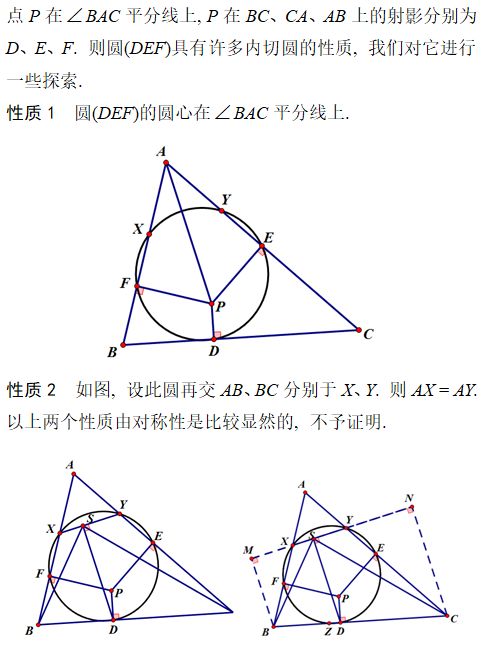 点 P 在∠BAC 平分线上, P 在 BC、CA、AB 上的射影分别为
D、E、F. 则圆(DEF)具有许多内切圆的性质, 我们对它进行
一些探索.
性质 1 圆(DEF)的圆心在∠BAC 平分线上.
A
Y
X
E
F
P
C
B
D
性质 2 如图, 设此圆再交 AB、BC 分别于 X、Y. 则 AX = AY.
以上两个性质由对称性是比较显然的, 不予证明.
A
Y
S
X
E
F
P
B
D
A
N
Y
X
S
M
E
F
P
C
B
Z
D